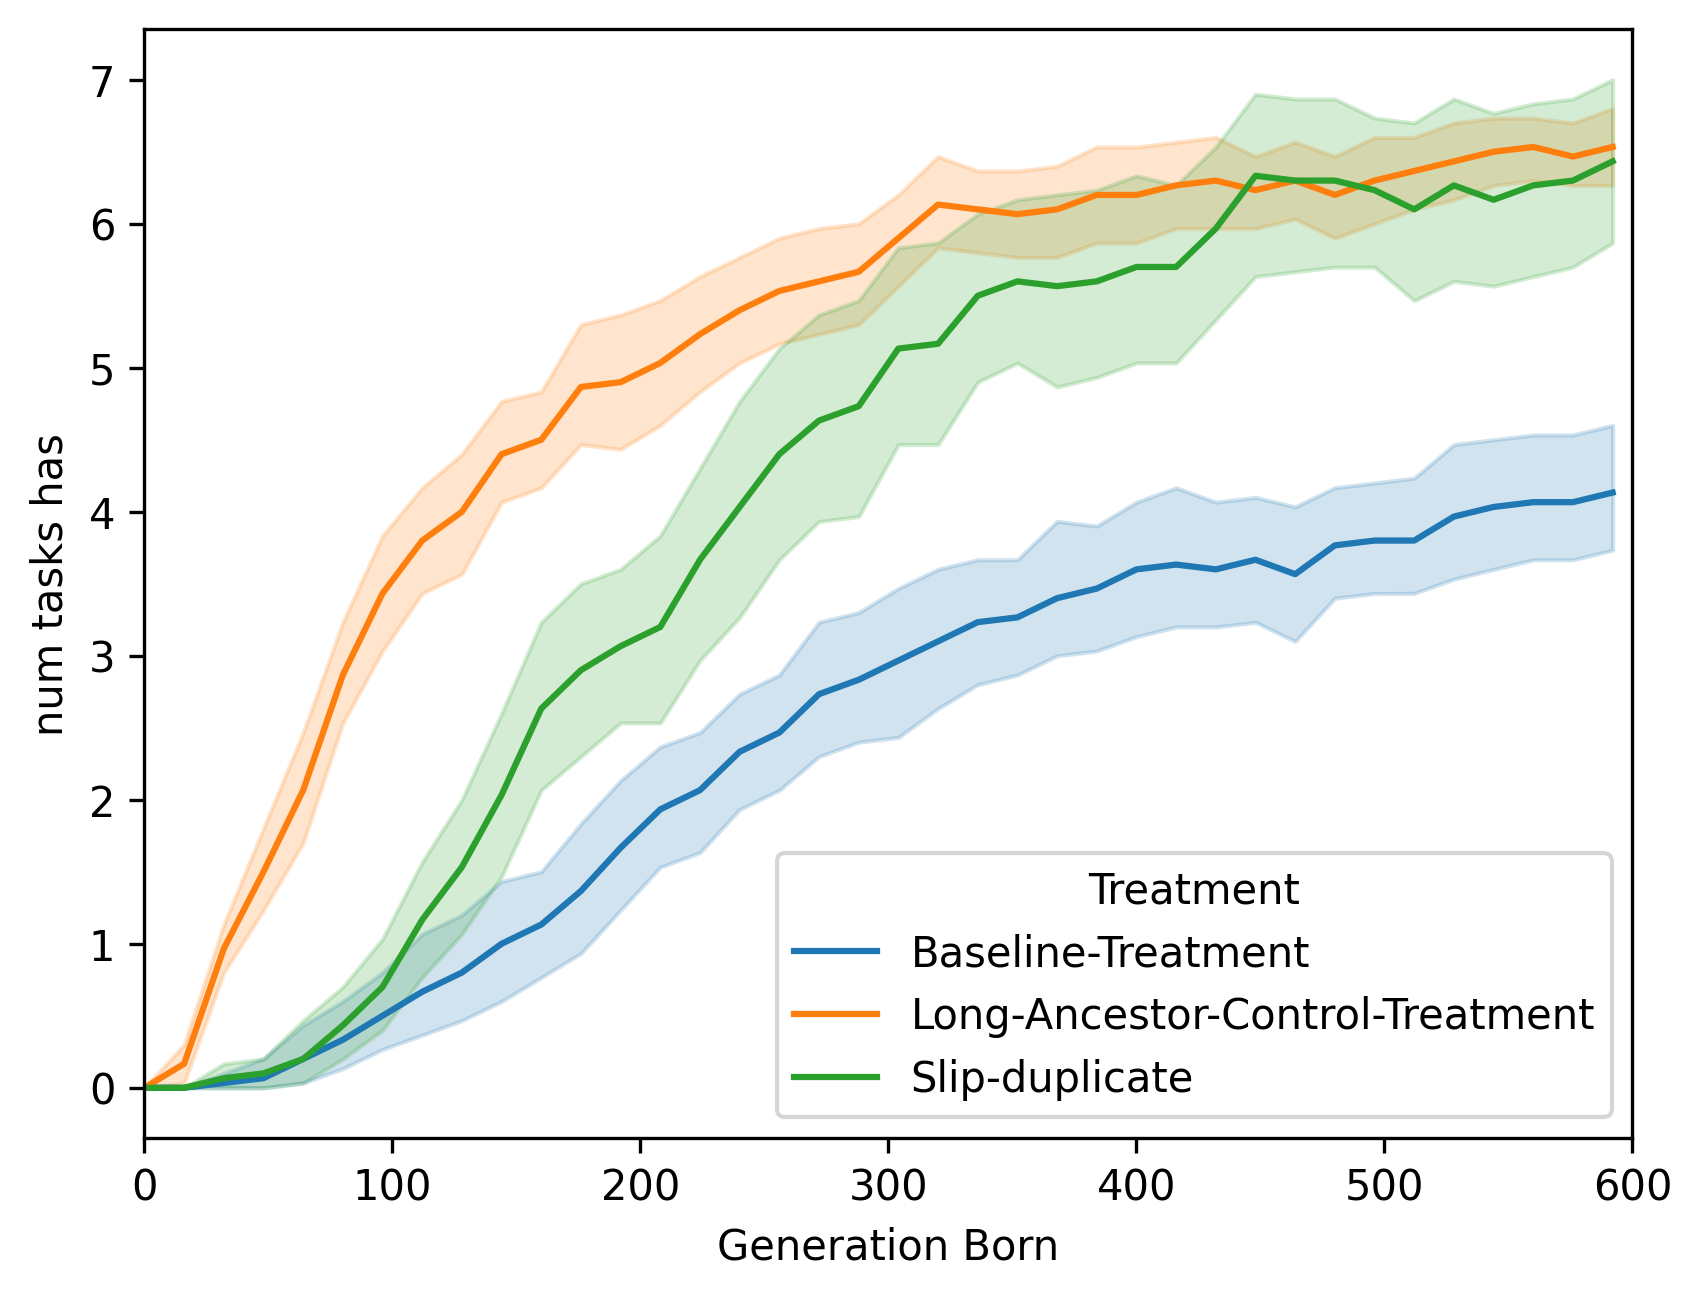 7
6
5
4
3
2
1
0
num tasks has
Treatment
Baseline-Treatment
Long-Ancestor-Control-Treatment
Slip-duplicate
0 100 200 300 400 500 600
Generation Born